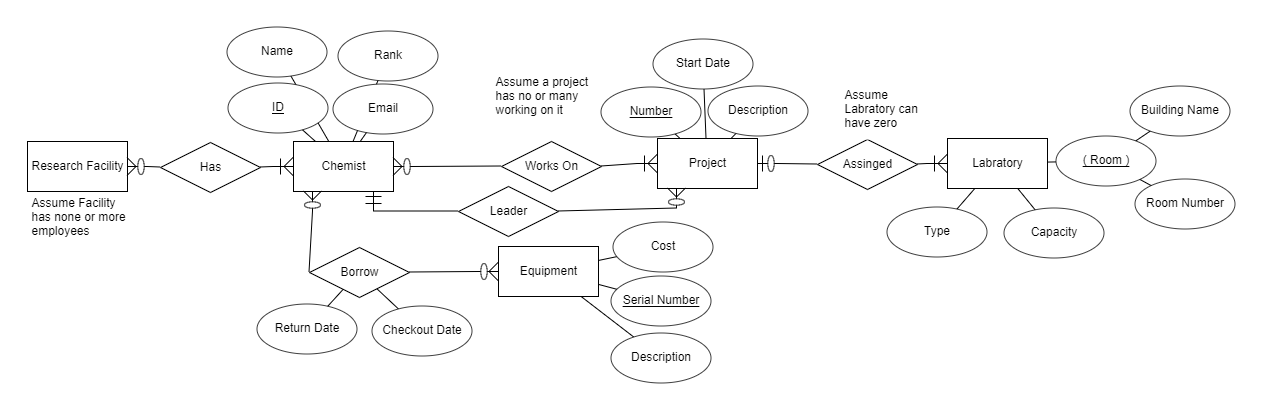 Name
Rank
ID
Email
Start Date
Number
Description
Assume a project
has no or many
working on it
Assume
Labratory can
have zero
Building Name
( Room )
Room Number
Research Facility
Has
Chemist
Works On
Project
Assinged
Labratory
Assume Facility
has none or more
employees
Leader
Type
Capacity
Borrow
Equipment
Cost
Serial Number
Description
Return Date
Checkout Date